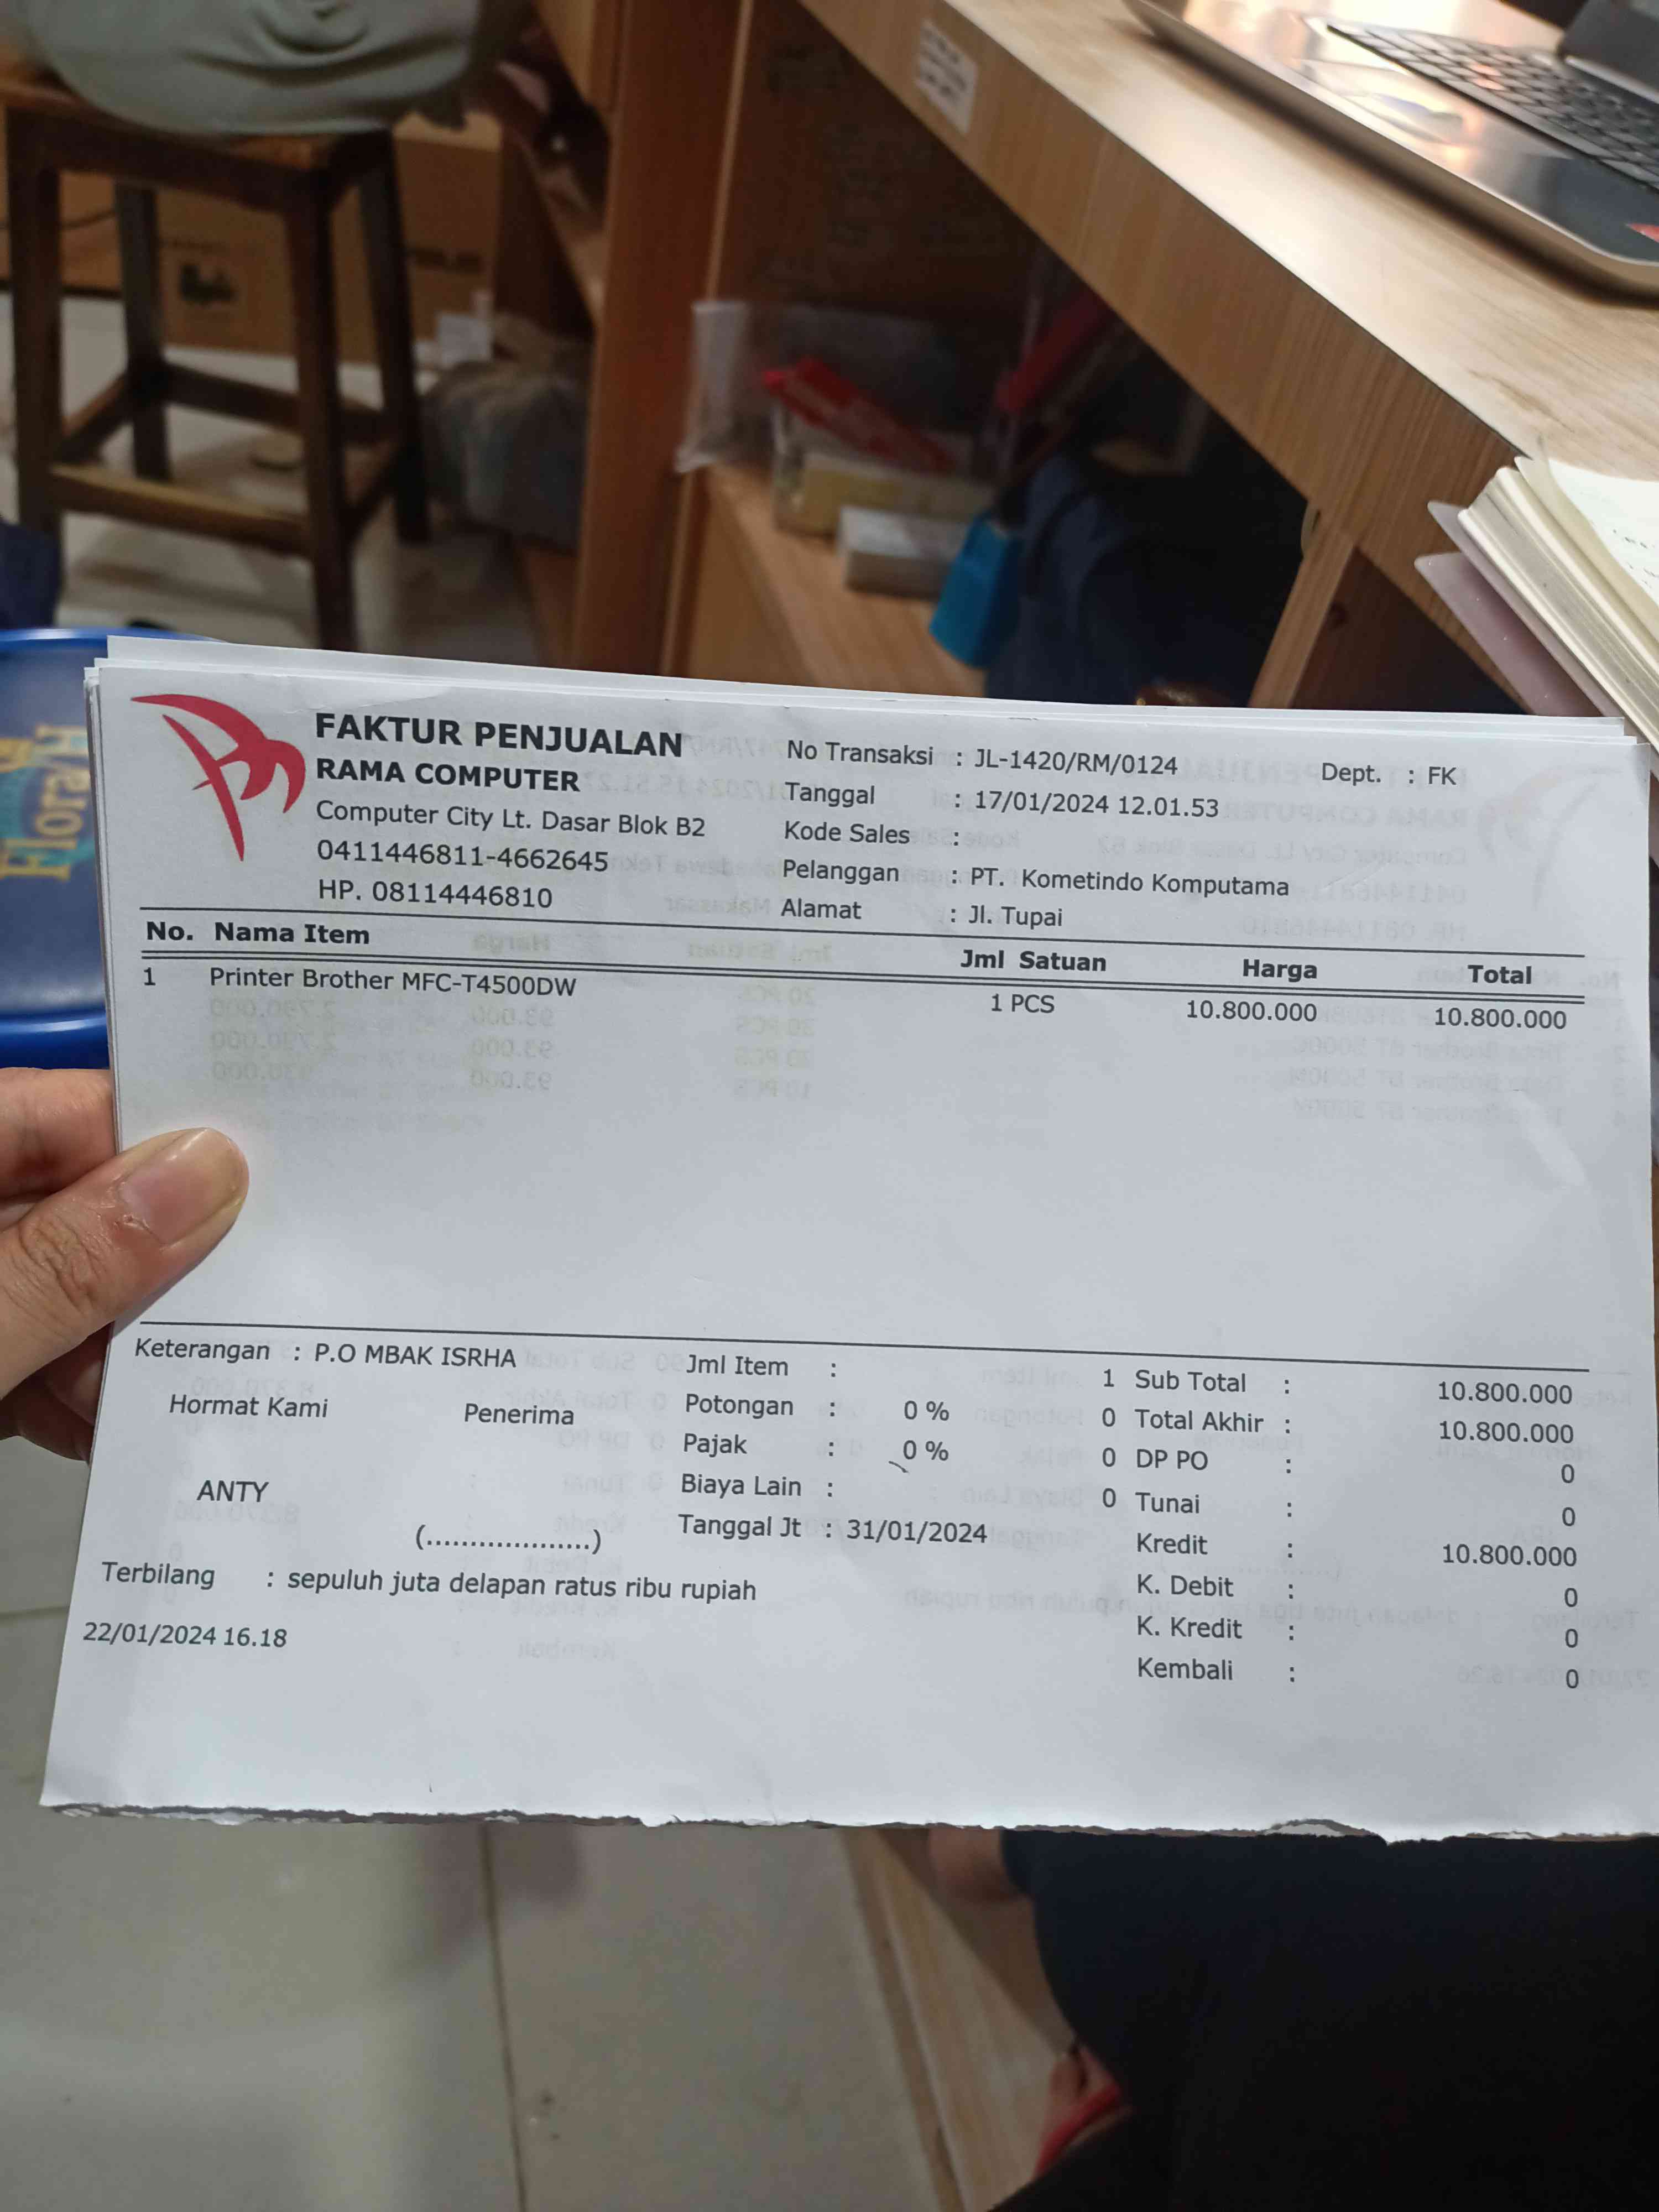 FAKTUR PENJUALAN
RAMA COMPUTER
Computer City Lt. Dasar Blok B2
0411446811-4662645
HP. 08114446810
No Transaksi : JL-1420/RM/0124 Dept. : FK
Tanggal : 17/01/2024 12.01.53
Kode Sales :
Pelanggan : PT. Kometindo Komputama
Alamat : Jl. Tupai
No. Nama Item Jml Satuan Harga Total
1 Printer Brother MFC-T4500DW 1 PCS 10.800.000 10.800.000
Keterangan : P.O MBAK ISRHA
Hormat Kami Penerima
ANTY
(...................)
Jml Item : 1
Potongan : 0 % 0
Pajak : 0 % 0
Biaya Lain : 0
Tanggal Jt : 31/01/2024
Sub Total : 10.800.000
Total Akhir : 10.800.000
DP PO : 0
Tunai : 0
Kredit : 10.800.000
K. Debit : 0
K. Kredit : 0
Kembali : 0
Terbilang : sepuluh juta delapan ratus ribu rupiah
22/01/2024 16.18
Florah